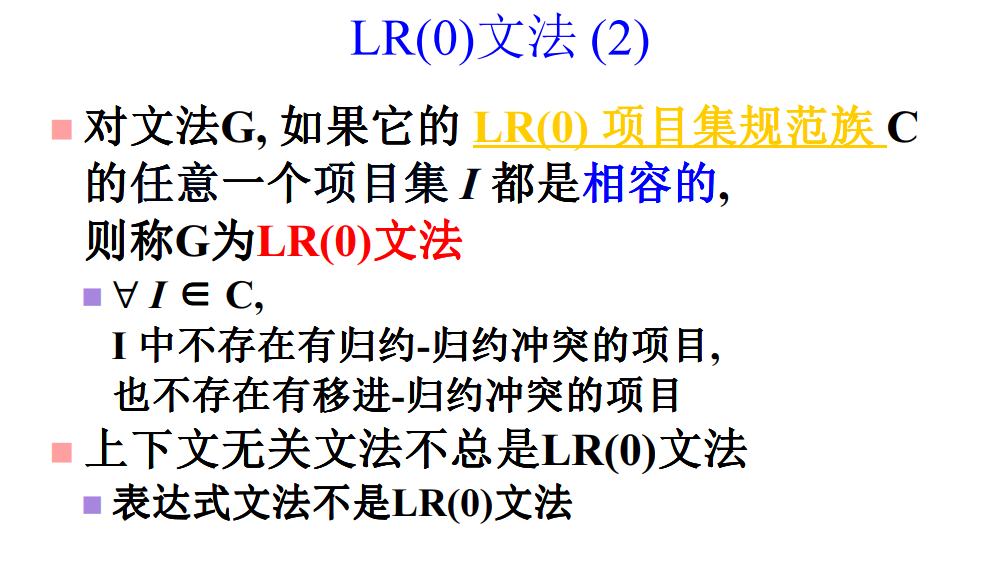 LR(0)文法 (2)
对文法G, 如果它的 LR(0) 项目集规范族 C
的任意一个项目集 I 都是相容的,
则称G为LR(0)文法
∀ I ∈ C,
I 中不存在有归约-归约冲突的项目,
也不存在有移进-归约冲突的项目
上下文无关文法不总是LR(0)文法
表达式文法不是LR(0)文法